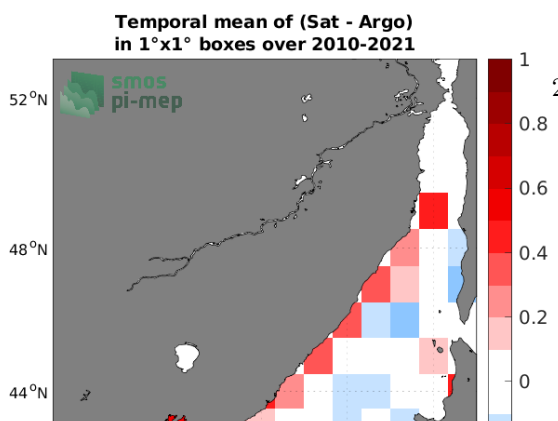 Temporal mean of (Sat - Argo)
in 1°x1° boxes over 2010-2021
smos
pi-mep
52°N
48°N
44°N
1
0.8
0.6
0.4
0.2
0
2